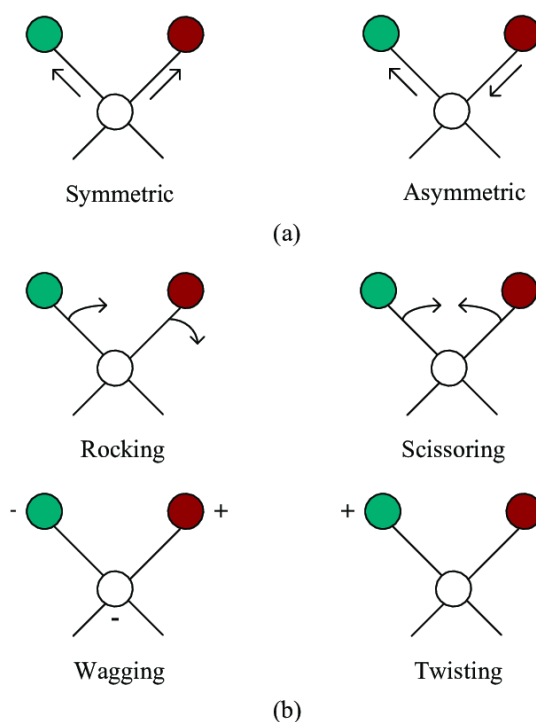 Symmetric Asymmetric
(a)
Rocking Scissoring
- + +
-
Wagging Twisting
(b)